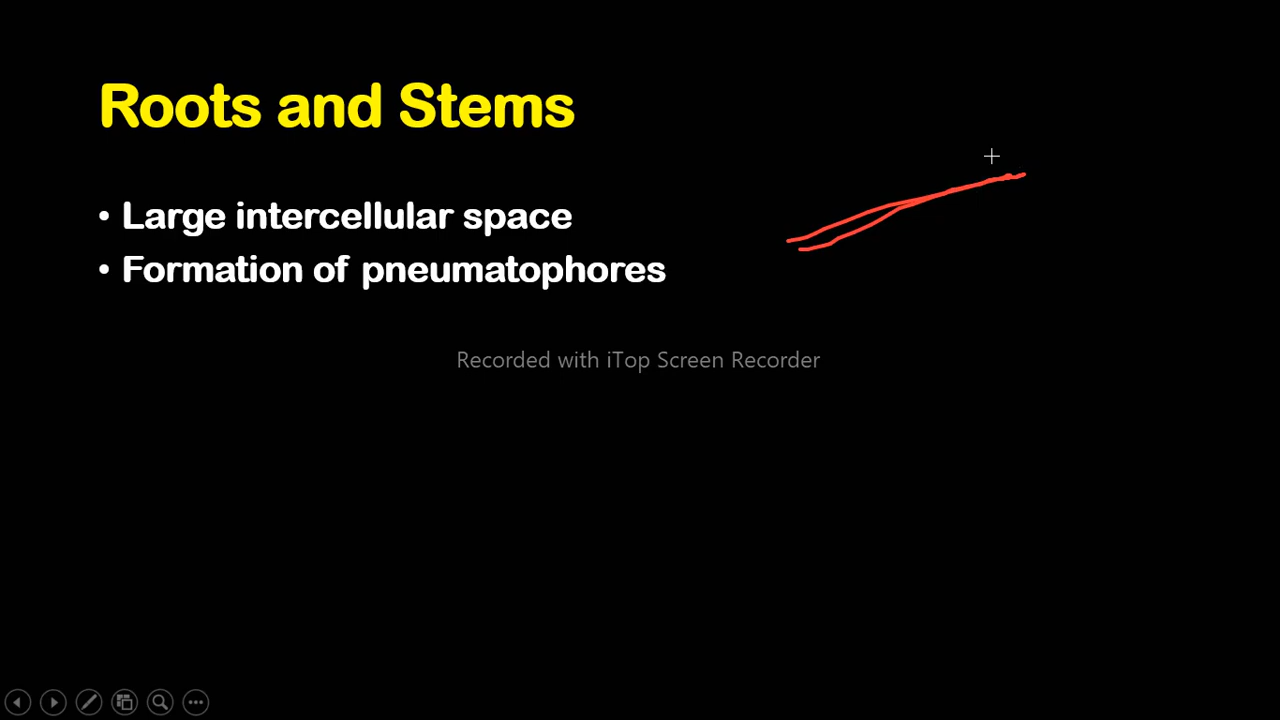 Roots and Stems
• Large intercellular space
• Formation of pneumatophores
Recorded with iTop Screen Recorder